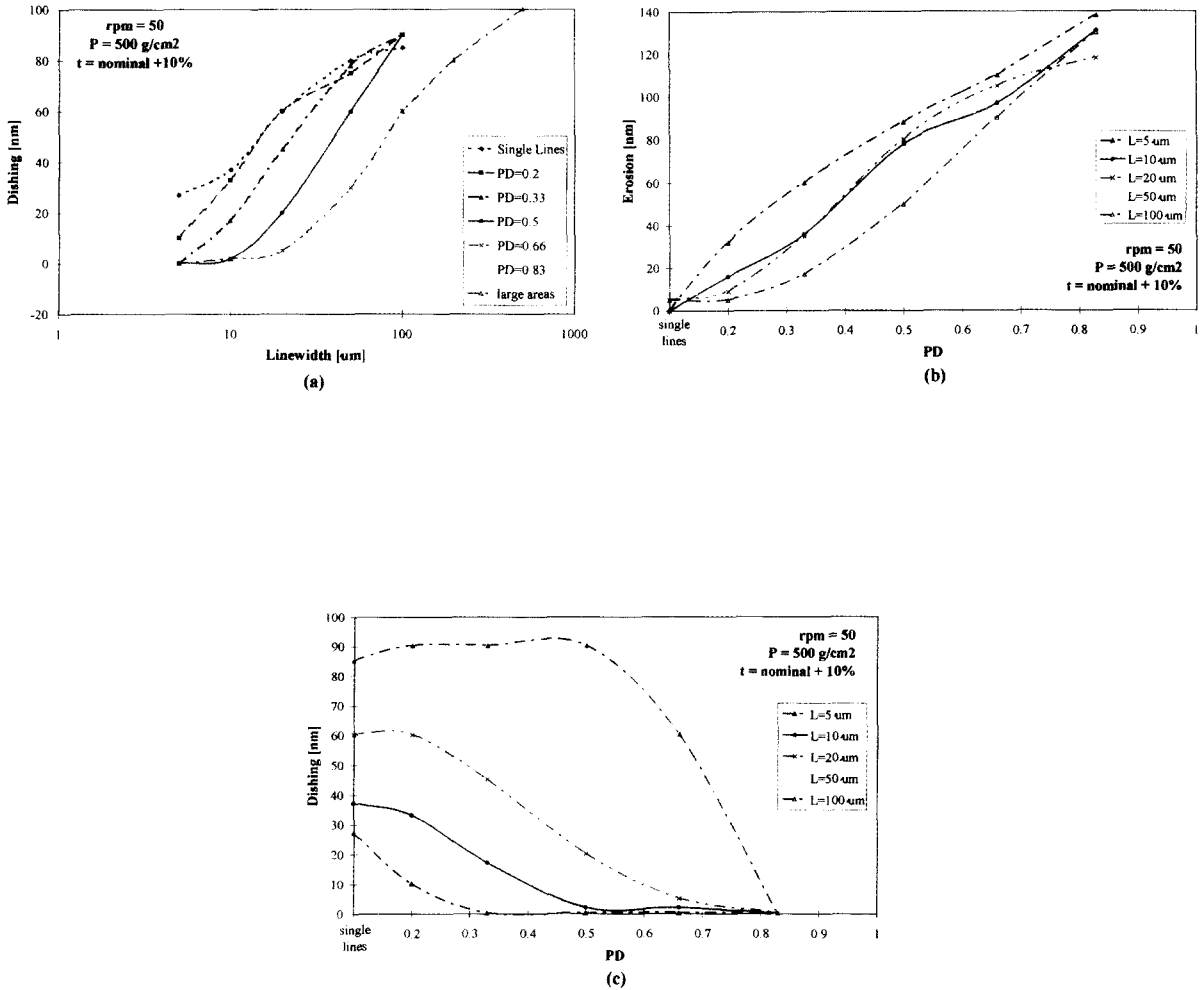 rpm = 50
P = 500 g/cm2
t = nominal +10%
100
80
60
40
20
0
-20
Dishing [nm]
1
10
100
1000
Linewidth [um]
Single Lines
PD=0.2
PD=0.33
PD=0.5
PD=0.66
PD=0.83
large areas
(a)
140
120
100
80
60
40
20
0
Erosion [nm]
single
lines
0.2
0.3
0.4
0.5
0.6
0.7
0.8
0.9
1
PD
L=5 um
L=10 um
L=20 um
L=50 um
L=100 um
rpm = 50
P = 500 g/cm2
t = nominal + 10%
(b)
100
90
80
70
60
50
40
30
20
10
0
Dishing [nm]
single
lines
0.2
0.3
0.4
0.5
0.6
0.7
0.8
0.9
1
PD
rpm = 50
P = 500 g/cm2
t = nominal + 10%
L=5 um
L=10 um
L=20 um
L=50 um
L=100 um
(c)